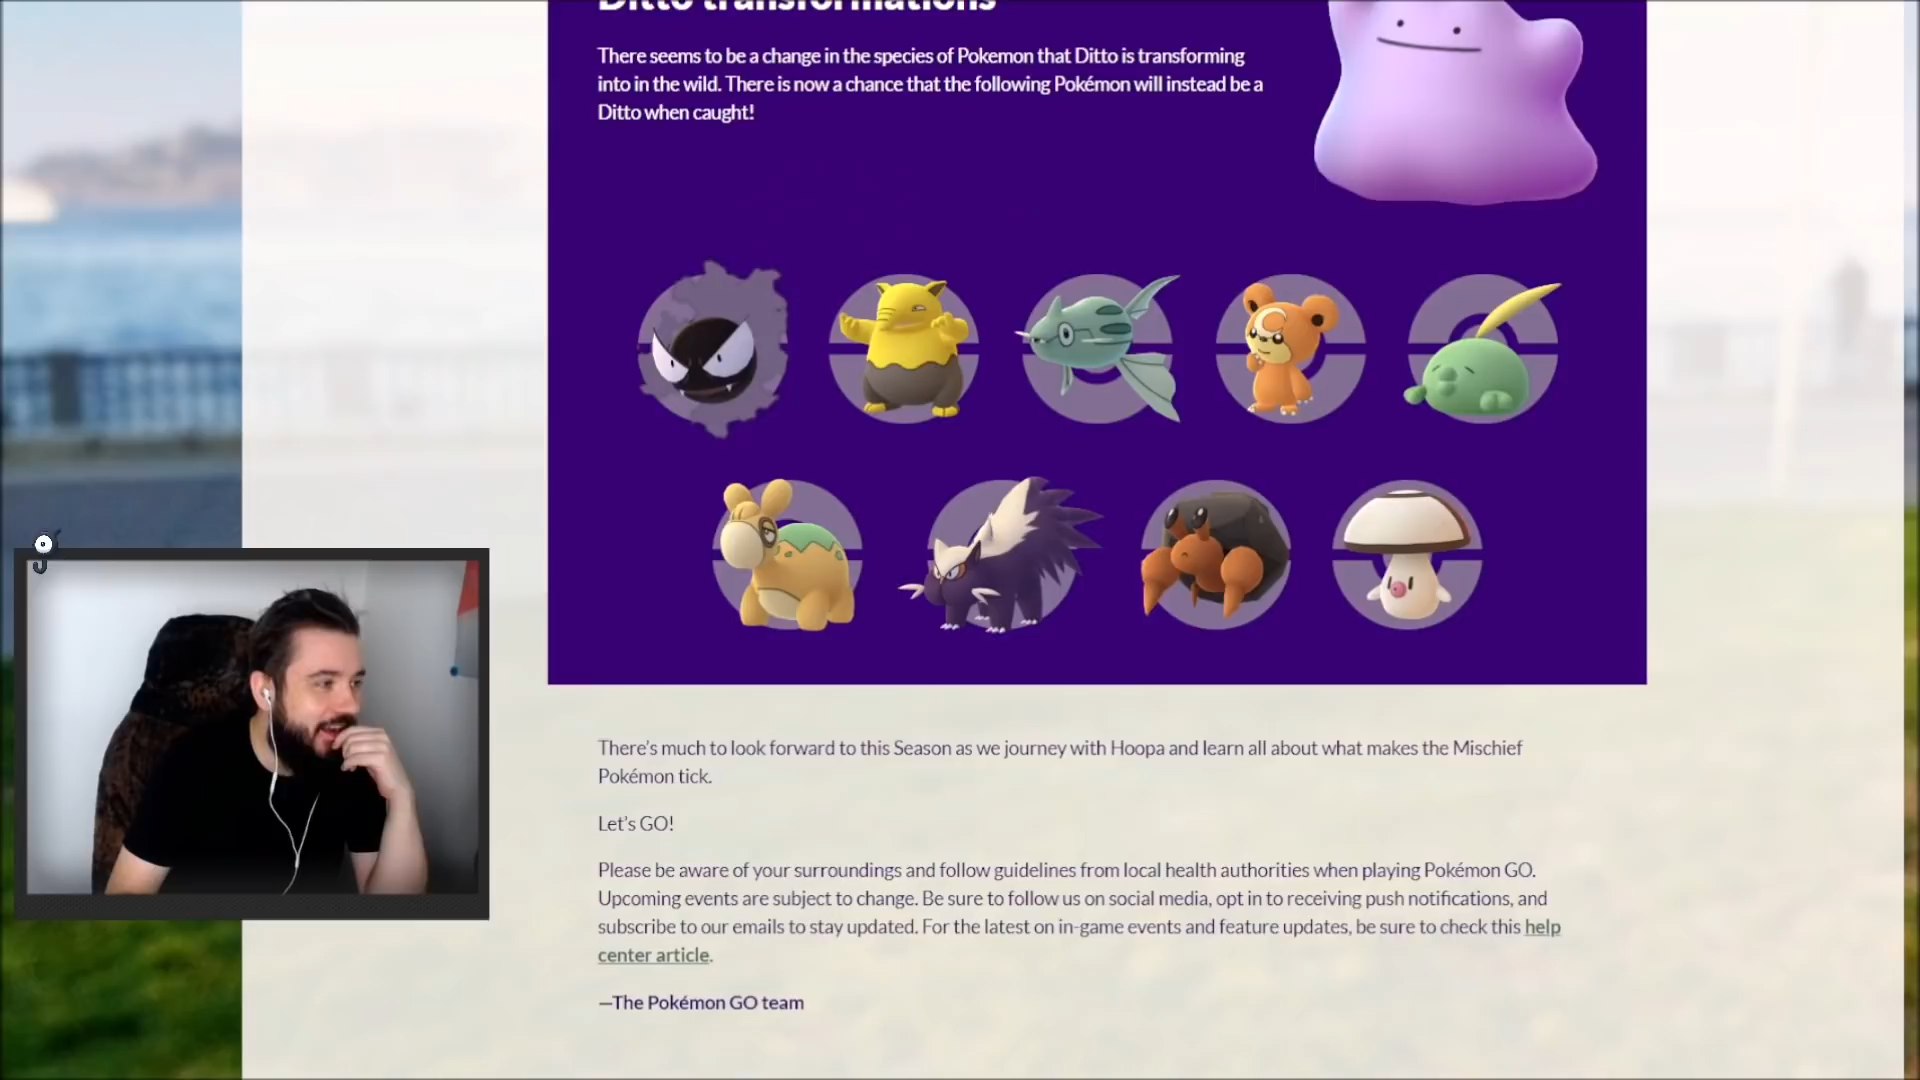 Ditto transformations
There seems to be a change in the species of Pokemon that Ditto is transforming
into in the wild. There is now a chance that the following Pokémon will instead be a
Ditto when caught!
There's much to look forward to this Season as we journey with Hoopa and learn all about what makes the Mischief
Pokémon tick.
Let's GO!
Please be aware of your surroundings and follow guidelines from local health authorities when playing Pokémon GO.
Upcoming events are subject to change. Be sure to follow us on social media, opt in to receiving push notifications, and
subscribe to our emails to stay updated. For the latest on in-game events and feature updates, be sure to check this help
center article.
—The Pokémon GO team